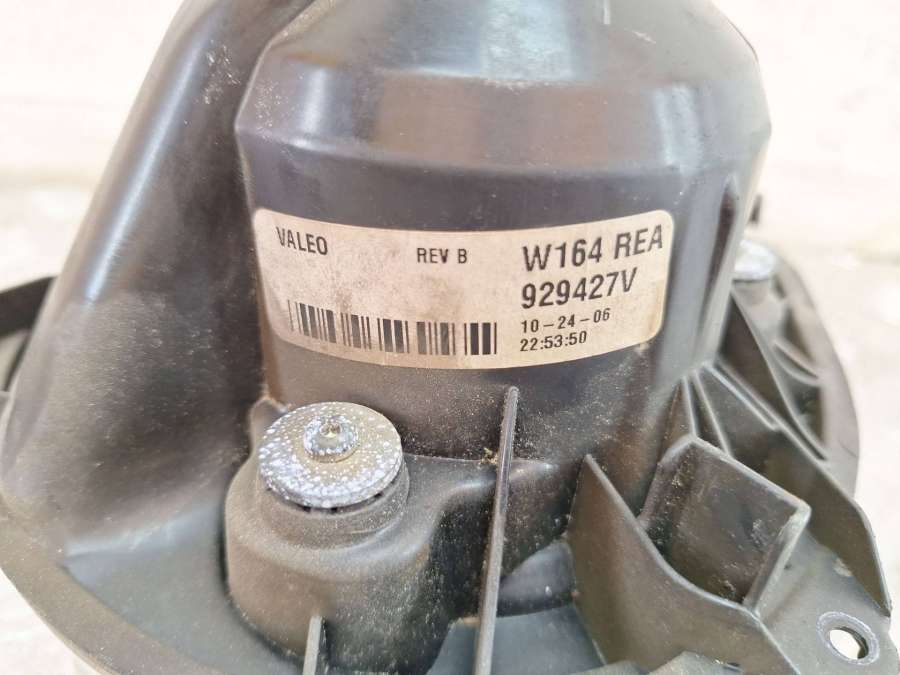 VALEO REV B W164 REA
929427V
10-24-06
22:53:50